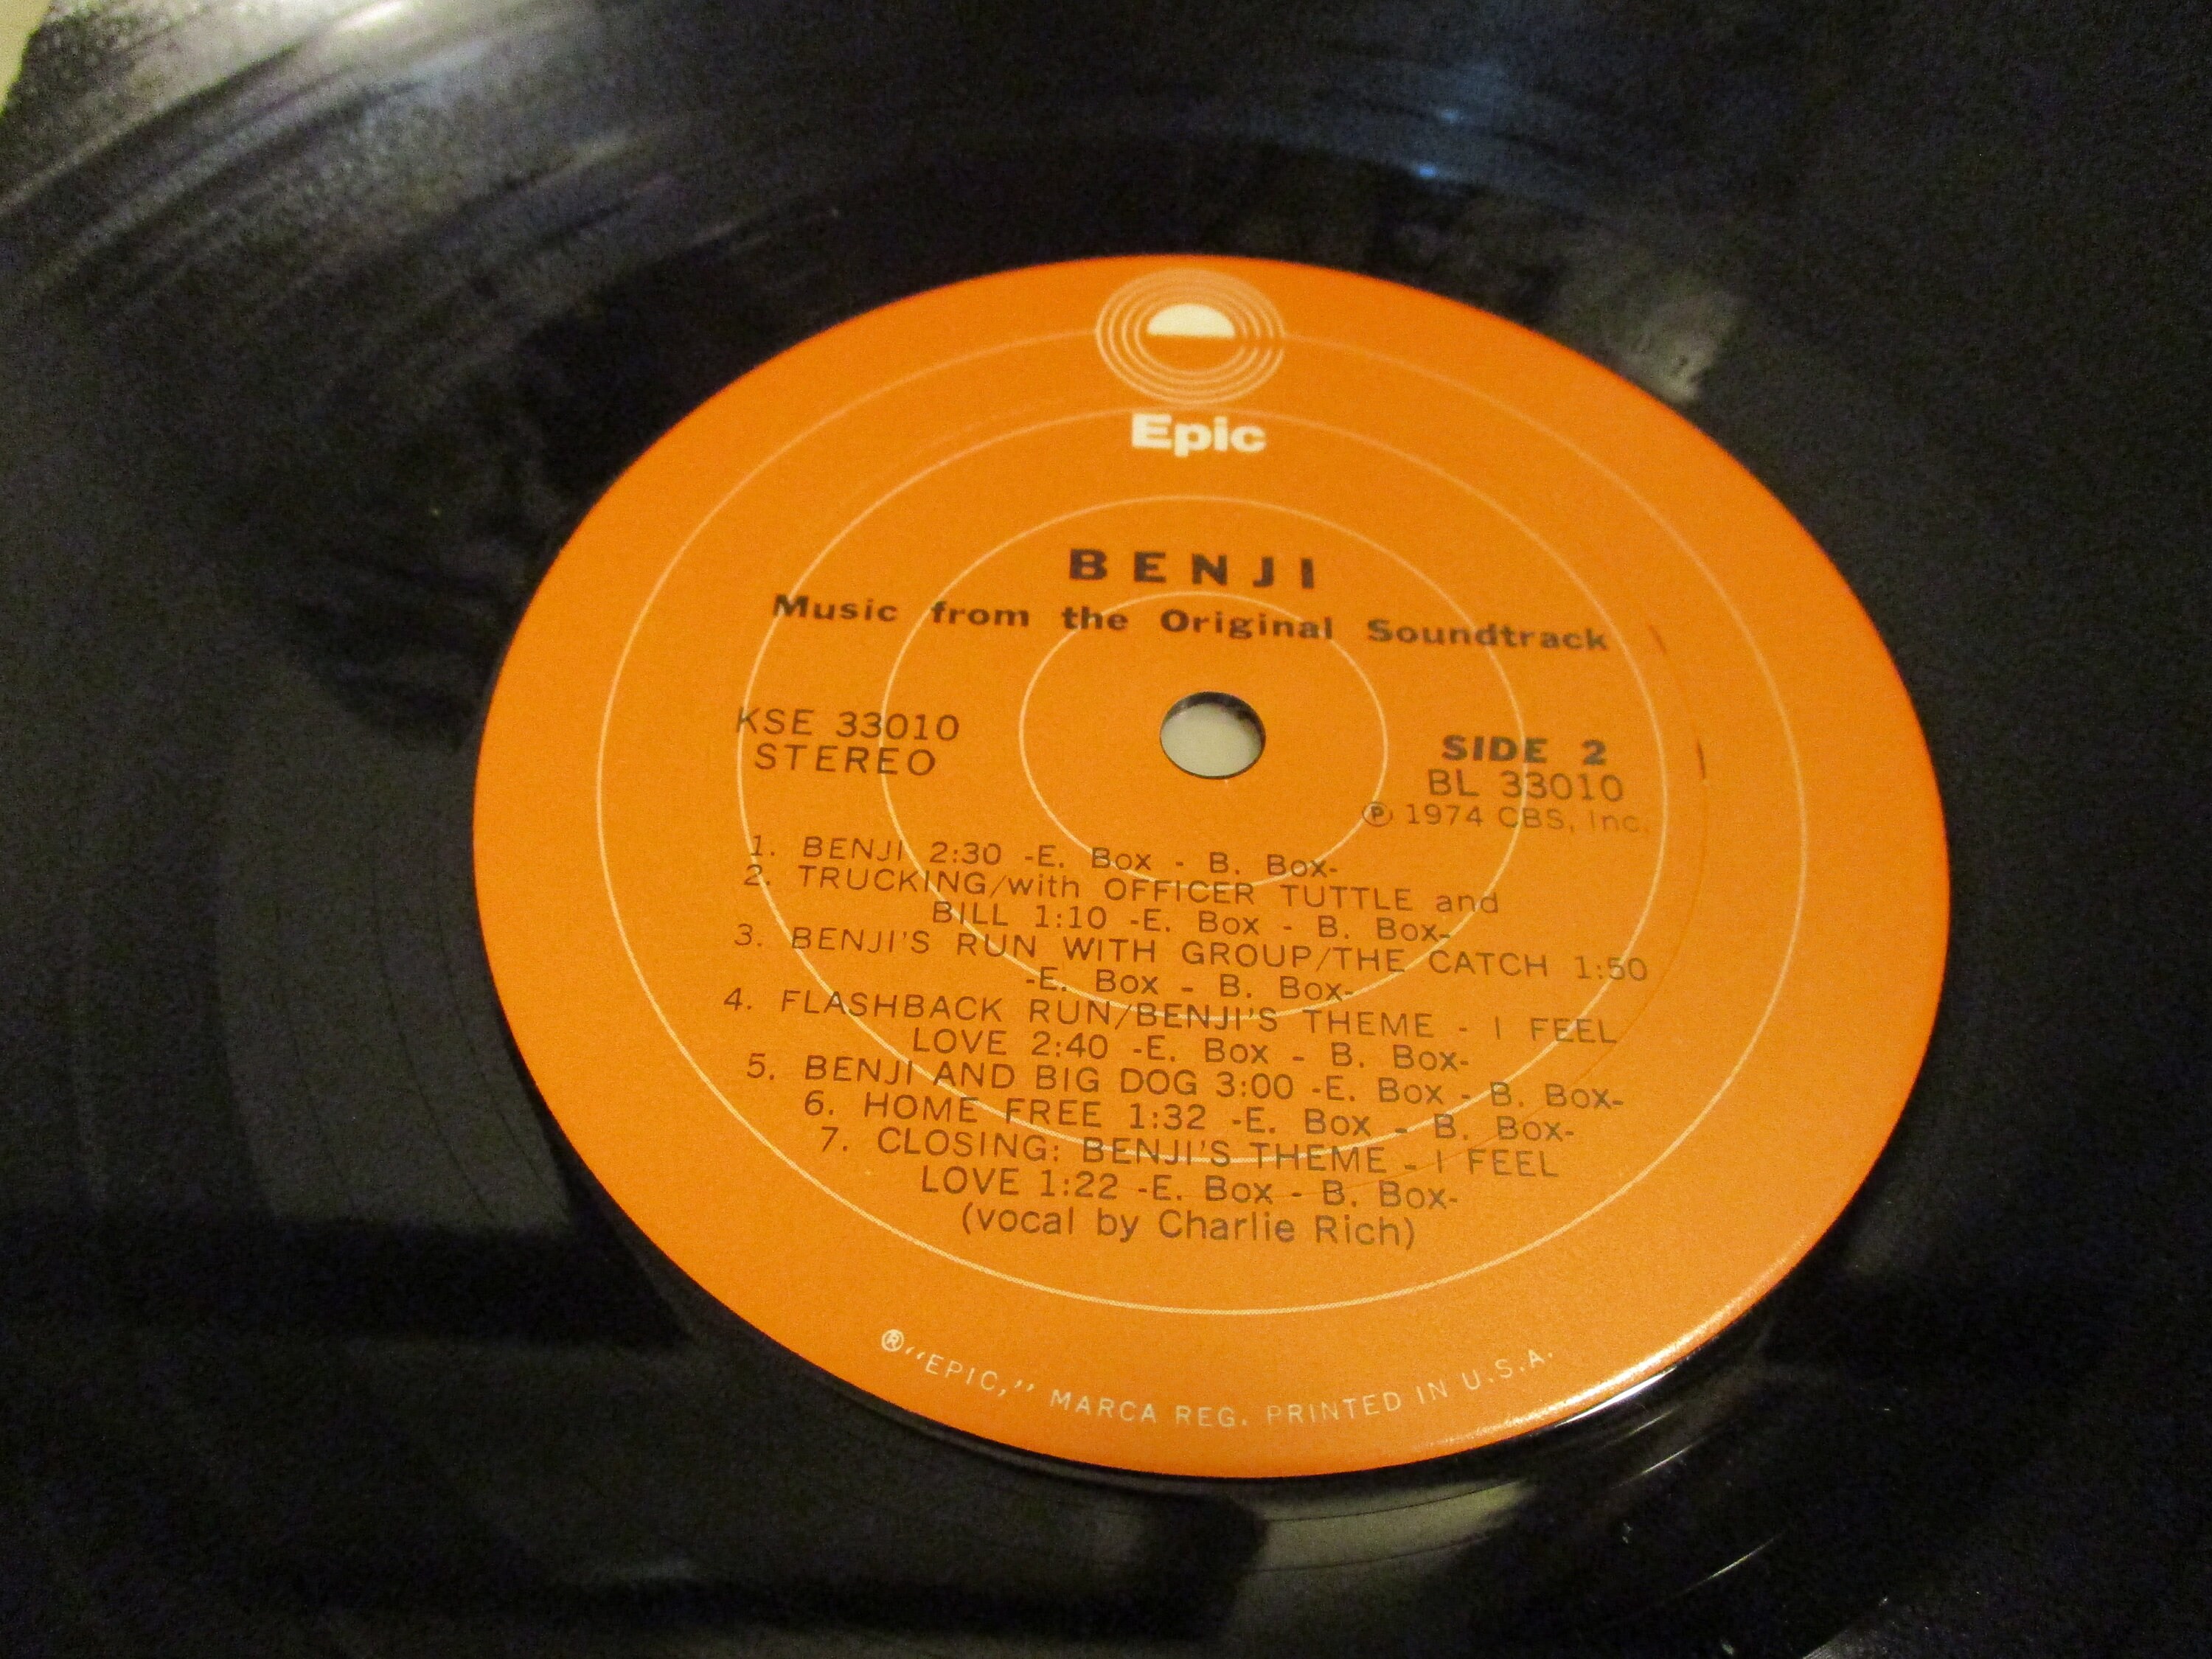 Epic
BENJI
Music from the Original Soundtrack
KSE 33010
STEREO
SIDE 2
BL 33010
Ⓟ 1974 CBS, Inc.
1. BENJI 2:30 -E. Box - B. Box-
2. TRUCKING/with OFFICER TUTTLE and
BILL 1:10 -E. Box - B. Box-
3. BENJI'S RUN WITH GROUP/THE CATCH 1:50
-E. Box - B. Box-
4. FLASHBACK RUN/BENJI'S THEME - I FEEL
LOVE 2:40 -E. Box - B. Box-
5. BENJI AND BIG DOG 3:00 -E. Box - B. Box-
6. HOME FREE 1:32 -E. Box - B. Box-
7. CLOSING: BENJI'S THEME - I FEEL
LOVE 1:22 -E. Box - B. Box-
(vocal by Charlie Rich)
® "EPIC," MARCA REG. PRINTED IN U.S.A.